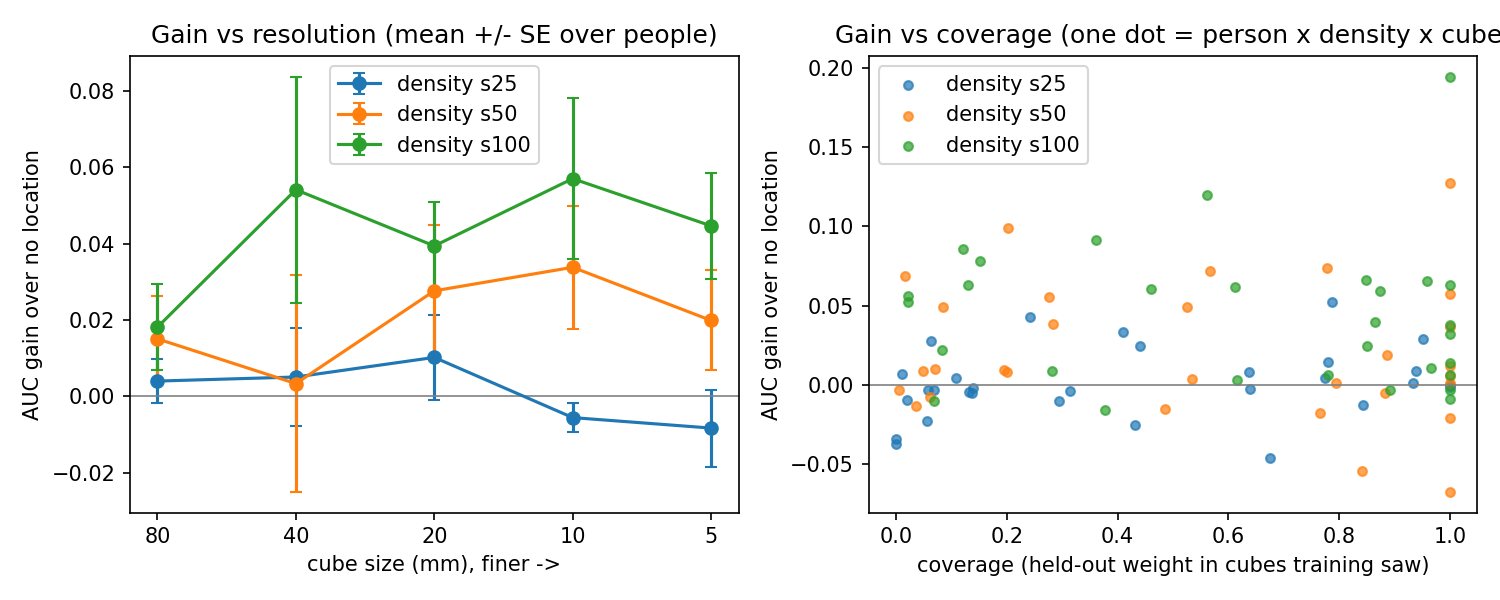 Gain vs resolution (mean +/- SE over people)
AUC gain over no location
0.08
0.06
0.04
0.02
0.00
−0.02
density s25
density s50
density s100
80 40 20 10 5
cube size (mm), finer ->
Gain vs coverage (one dot = person x density x cube
AUC gain over no location
0.20
0.15
0.10
0.05
0.00
−0.05
density s25
density s50
density s100
0.0 0.2 0.4 0.6 0.8 1.0
coverage (held-out weight in cubes training saw)